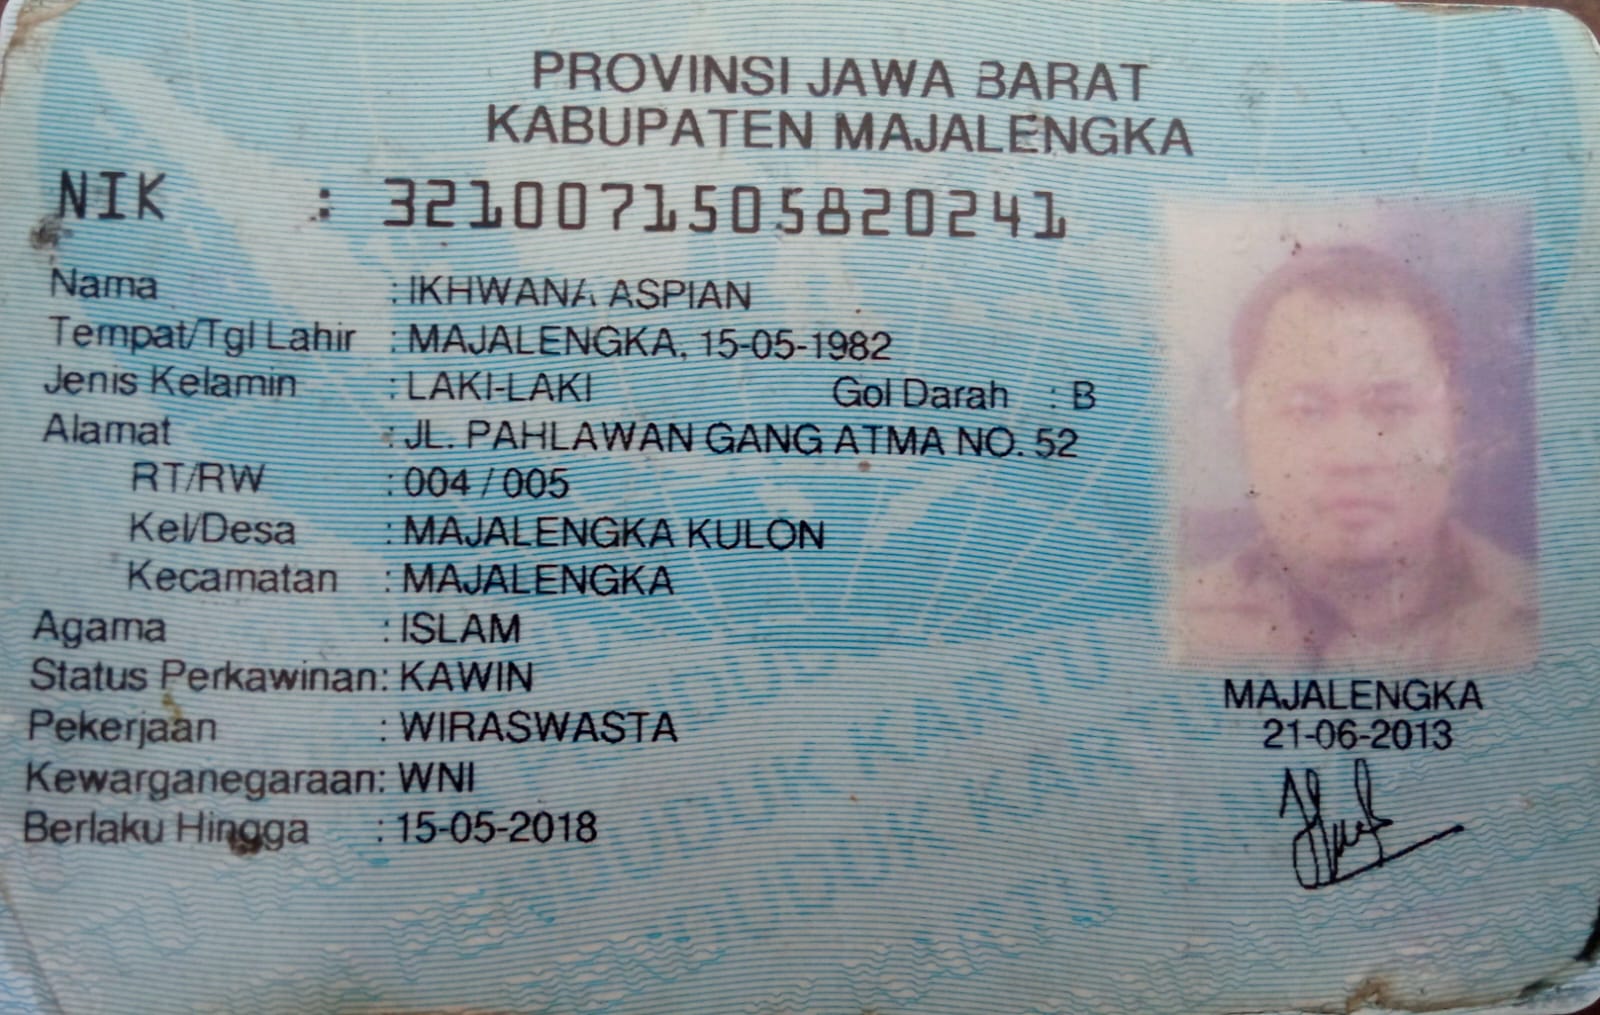 PROVINSI JAWA BARAT
KABUPATEN MAJALENGKA
NIK : 3210071505820241
Nama : IKHWANA ASPIAN
Tempat/Tgl Lahir : MAJALENGKA, 15-05-1982
Jenis Kelamin : LAKI-LAKI Gol Darah : B
Alamat : JL. PAHLAWAN GANG ATMA NO. 52
RT/RW : 004 / 005
Kel/Desa : MAJALENGKA KULON
Kecamatan : MAJALENGKA
Agama : ISLAM
Status Perkawinan: KAWIN
Pekerjaan : WIRASWASTA
Kewarganegaraan: WNI
Berlaku Hingga : 15-05-2018
MAJALENGKA
21-06-2013